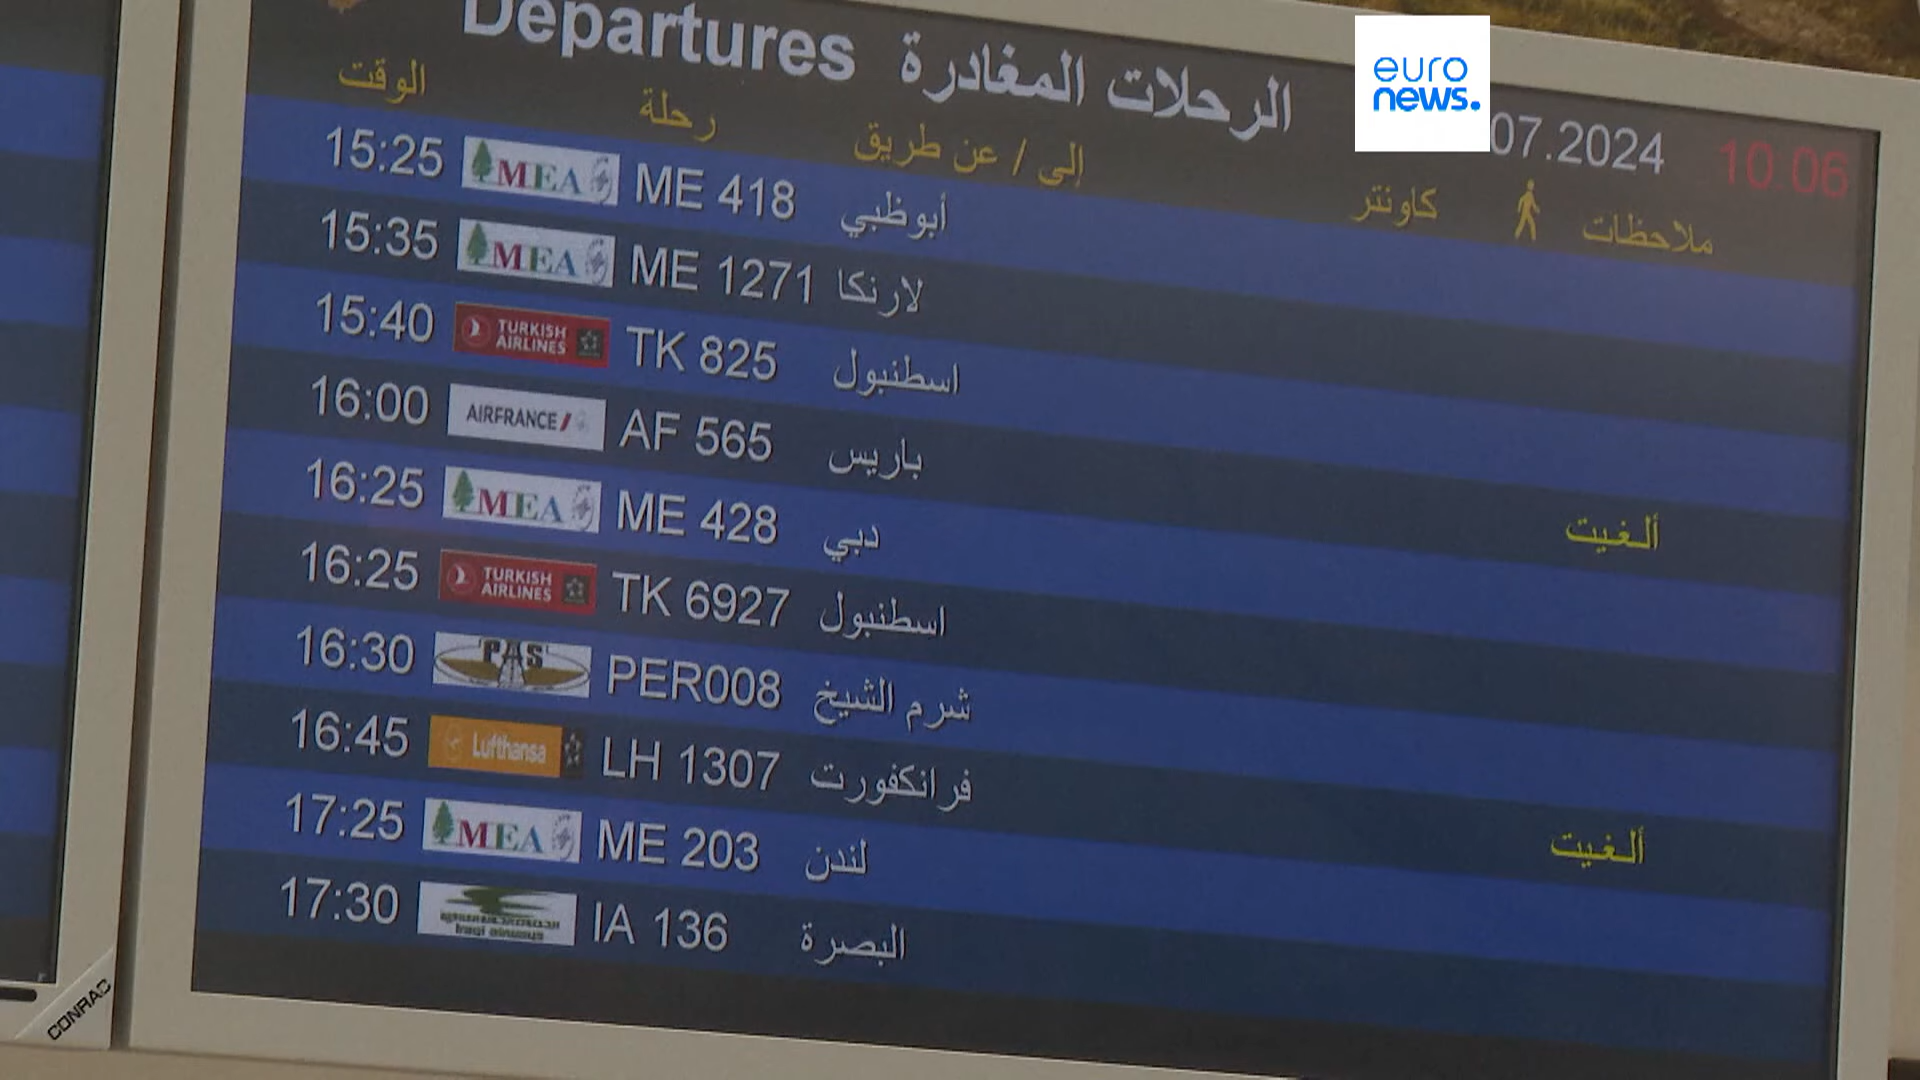 Departures الرحلات المغادرة
euro
news.
07.2024 10:06
الوقت رحلة إلى / عن طريق كاونتر ملاحظات
15:25 MEA ME 418 أبوظبي
15:35 MEA ME 1271 لارنكا
15:40 TURKISH AIRLINES TK 825 اسطنبول
16:00 AIRFRANCE AF 565 باريس ألغيت
16:25 MEA ME 428 دبي
16:25 TURKISH AIRLINES TK 6927 اسطنبول
16:30 PAS PER008 شرم الشيخ
16:45 Lufthansa LH 1307 فرانكفورت ألغيت
17:25 MEA ME 203 لندن
17:30 Iraqi airways IA 136 البصرة
CONRAC